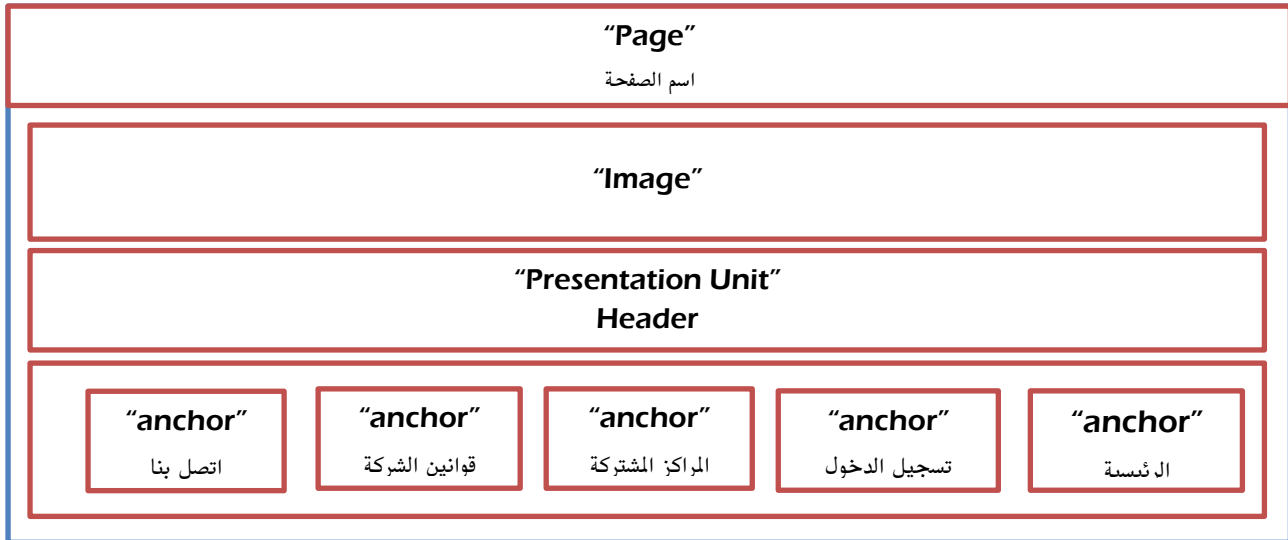 “Page”
اسم الصفحة
“Image”
“Presentation Unit”
Header
“anchor”
الرئيسية
“anchor”
تسجيل الدخول
“anchor”
المراكز المشتركة
“anchor”
قوانين الشركة
“anchor”
اتصل بنا